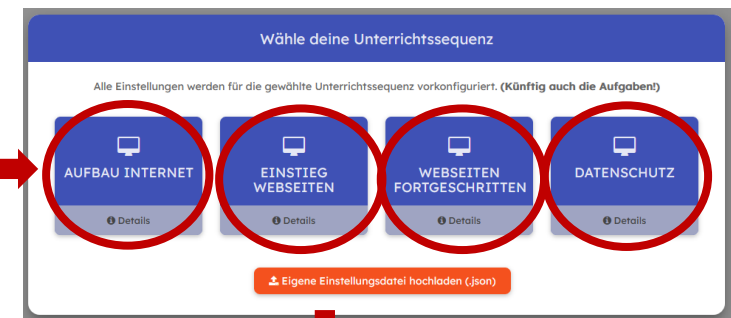 Wähle deine Unterrichtssequenz
Alle Einstellungen werden für die gewählte Unterrichtssequenz vorkonfiguriert. (Künftig auch die Aufgaben!)
AUFBAU INTERNET
Details
EINSTIEG
WEBSEITEN
Details
WEBSEITEN
FORTGESCHRITTEN
Details
DATENSCHUTZ
Details
Eigene Einstellungsdatei hochladen (.json)